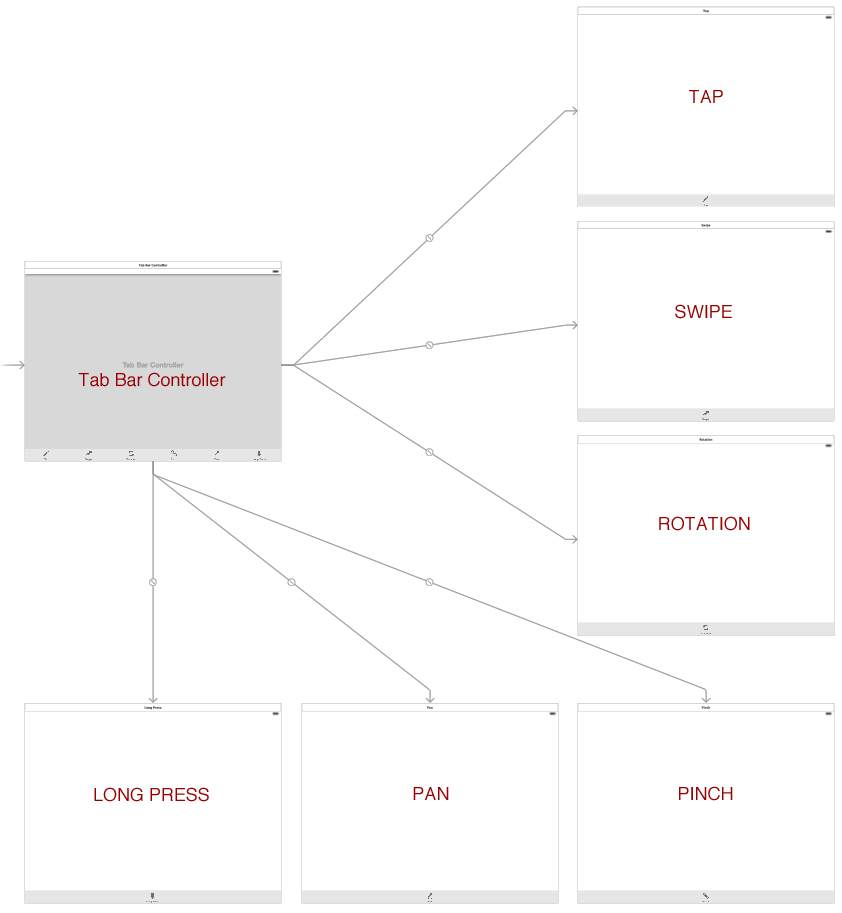 Tap
TAP
Swipe
SWIPE
Tab Bar Controller
Tab Bar Controller
Tab Bar Controller
Rotation
ROTATION
Long Press
LONG PRESS
Pan
PAN
Pinch
PINCH